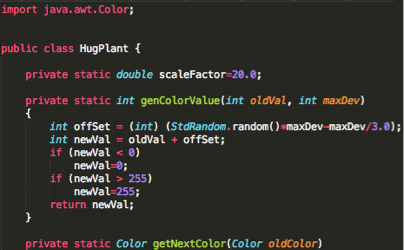 import java.awt.Color;
public class HugPlant {
private static double scaleFactor=20.0;
private static int genColorValue(int oldVal, int maxDev)
{
int offSet = (int) (StdRandom.random()*maxDev-maxDev/3.0);
int newVal = oldVal + offSet;
if (newVal < 0)
newVal=0;
if (newVal > 255)
newVal=255;
return newVal;
}
private static Color getNextColor(Color oldColor)